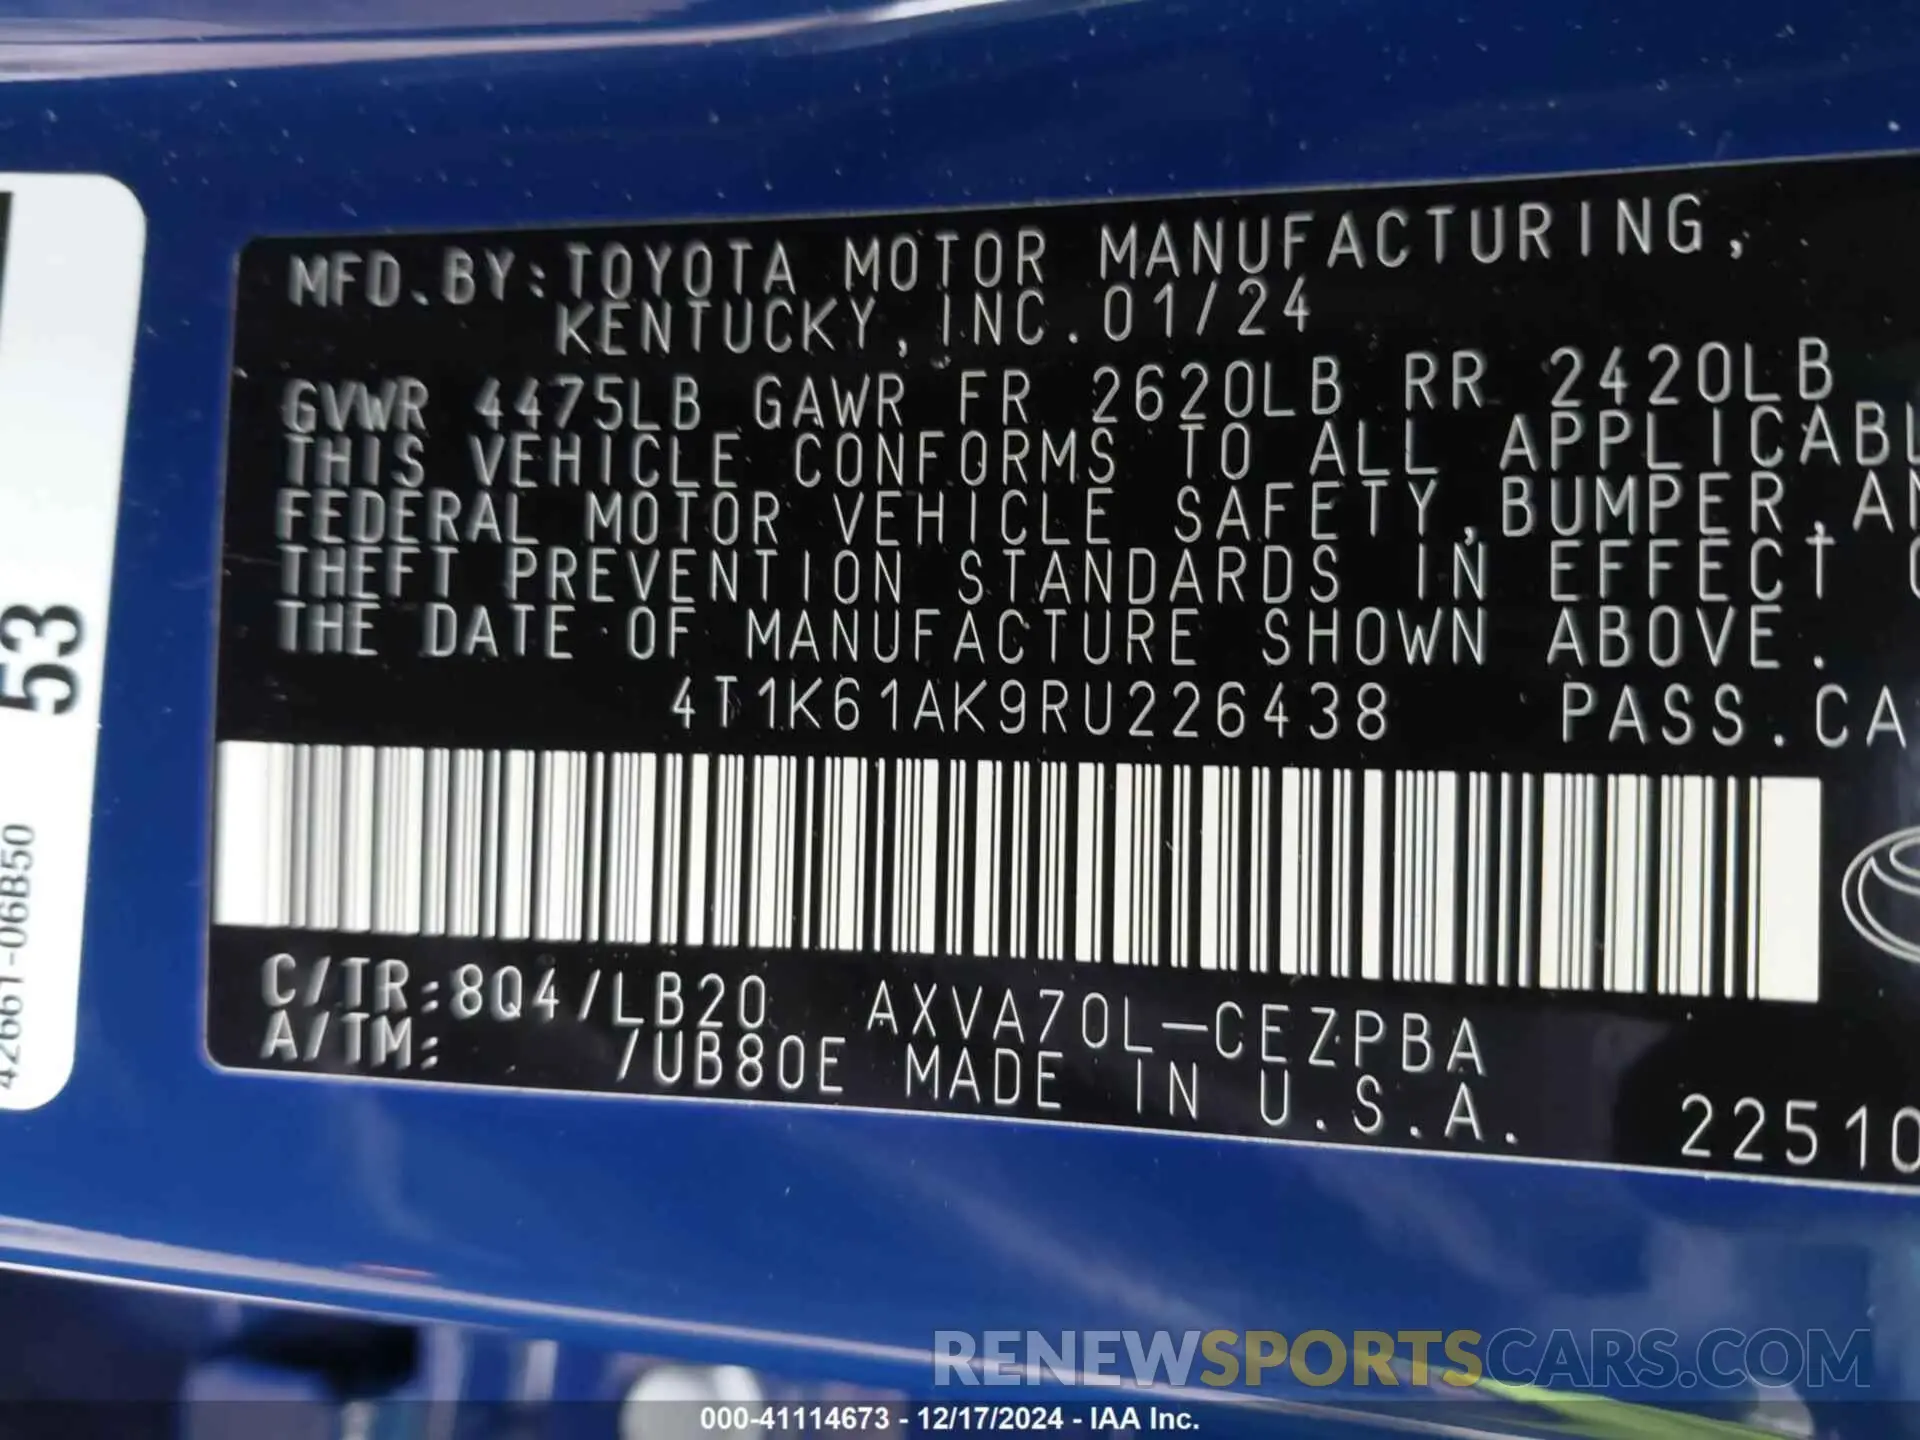 MFD.BY:TOYOTA MOTOR MANUFACTURING,
KENTUCKY, INC. 01/24
GVWR 4475LB GAWR FR 2620LB RR 2420LB
THIS VEHICLE CONFORMS TO ALL APPLICABL
FEDERAL MOTOR VEHICLE SAFETY, BUMPER, AN
THEFT PREVENTION STANDARDS IN EFFECT O
THE DATE OF MANUFACTURE SHOWN ABOVE.
4T1K61AK9RU226438 PASS.CA
C/TR:8Q4/LB20 AXVA70L-CEZPBA
A/TM: /UB80E MADE IN U.S.A.
22510
53
42661-06B50
RENEWSPORTSCARS.COM
000-41114673 - 12/17/2024 - IAA Inc.